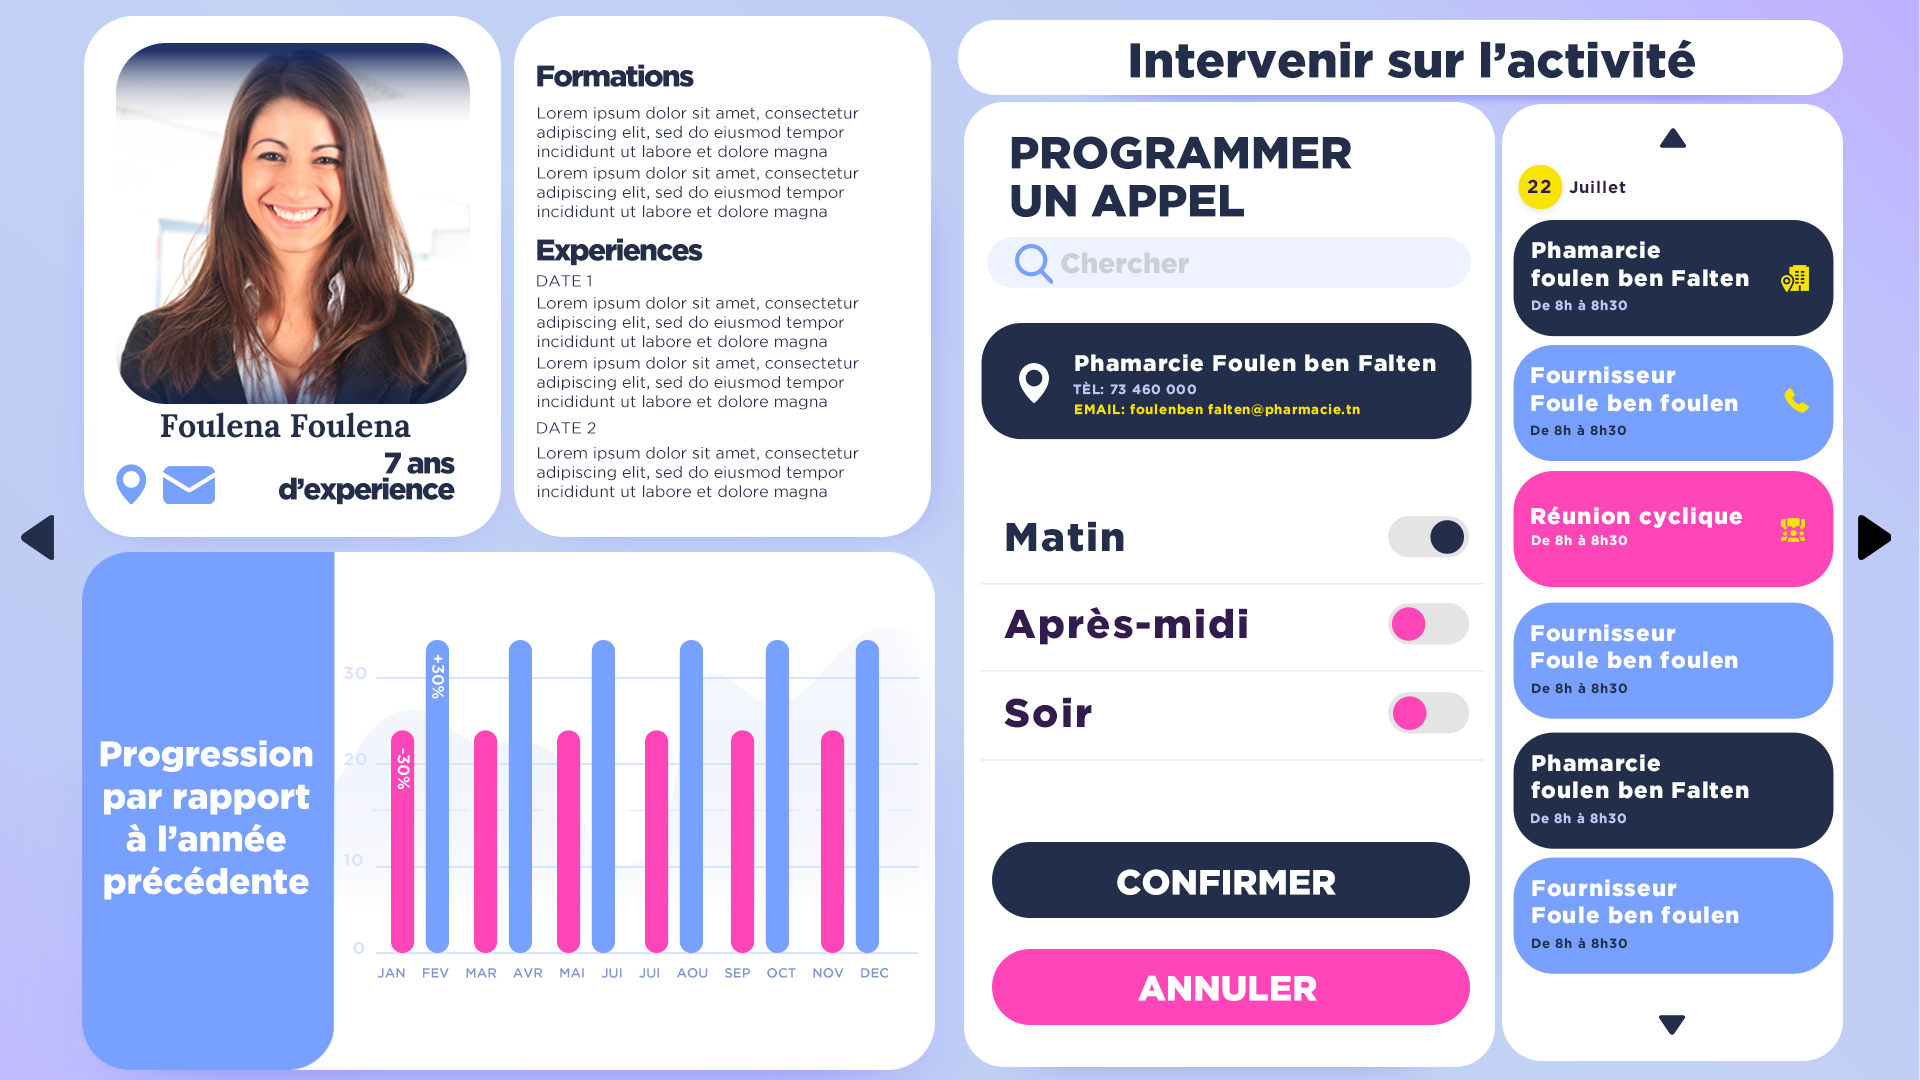 Foulena Foulena
7 ans
d’experience
Formations
Lorem ipsum dolor sit amet, consectetur
adipiscing elit, sed do eiusmod tempor
incididunt ut labore et dolore magna
Lorem ipsum dolor sit amet, consectetur
adipiscing elit, sed do eiusmod tempor
incididunt ut labore et dolore magna
Experiences
DATE 1
Lorem ipsum dolor sit amet, consectetur
adipiscing elit, sed do eiusmod tempor
incididunt ut labore et dolore magna
Lorem ipsum dolor sit amet, consectetur
adipiscing elit, sed do eiusmod tempor
incididunt ut labore et dolore magna
DATE 2
Lorem ipsum dolor sit amet, consectetur
adipiscing elit, sed do eiusmod tempor
incididunt ut labore et dolore magna
Progression
par rapport
à l’année
précédente
30
20
10
0
-30%
+30%
JAN FEV MAR AVR MAI JUI JUI AOU SEP OCT NOV DEC
Intervenir sur l’activité
PROGRAMMER
UN APPEL
Chercher
Phamarcie Foulen ben Falten
TÈL: 73 460 000
EMAIL: foulenben falten@pharmacie.tn
Matin
Après-midi
Soir
CONFIRMER
ANNULER
22 Juillet
Phamarcie
foulen ben Falten
De 8h à 8h30
Fournisseur
Foule ben foulen
De 8h à 8h30
Réunion cyclique
De 8h à 8h30
Fournisseur
Foule ben foulen
De 8h à 8h30
Phamarcie
foulen ben Falten
De 8h à 8h30
Fournisseur
Foule ben foulen
De 8h à 8h30